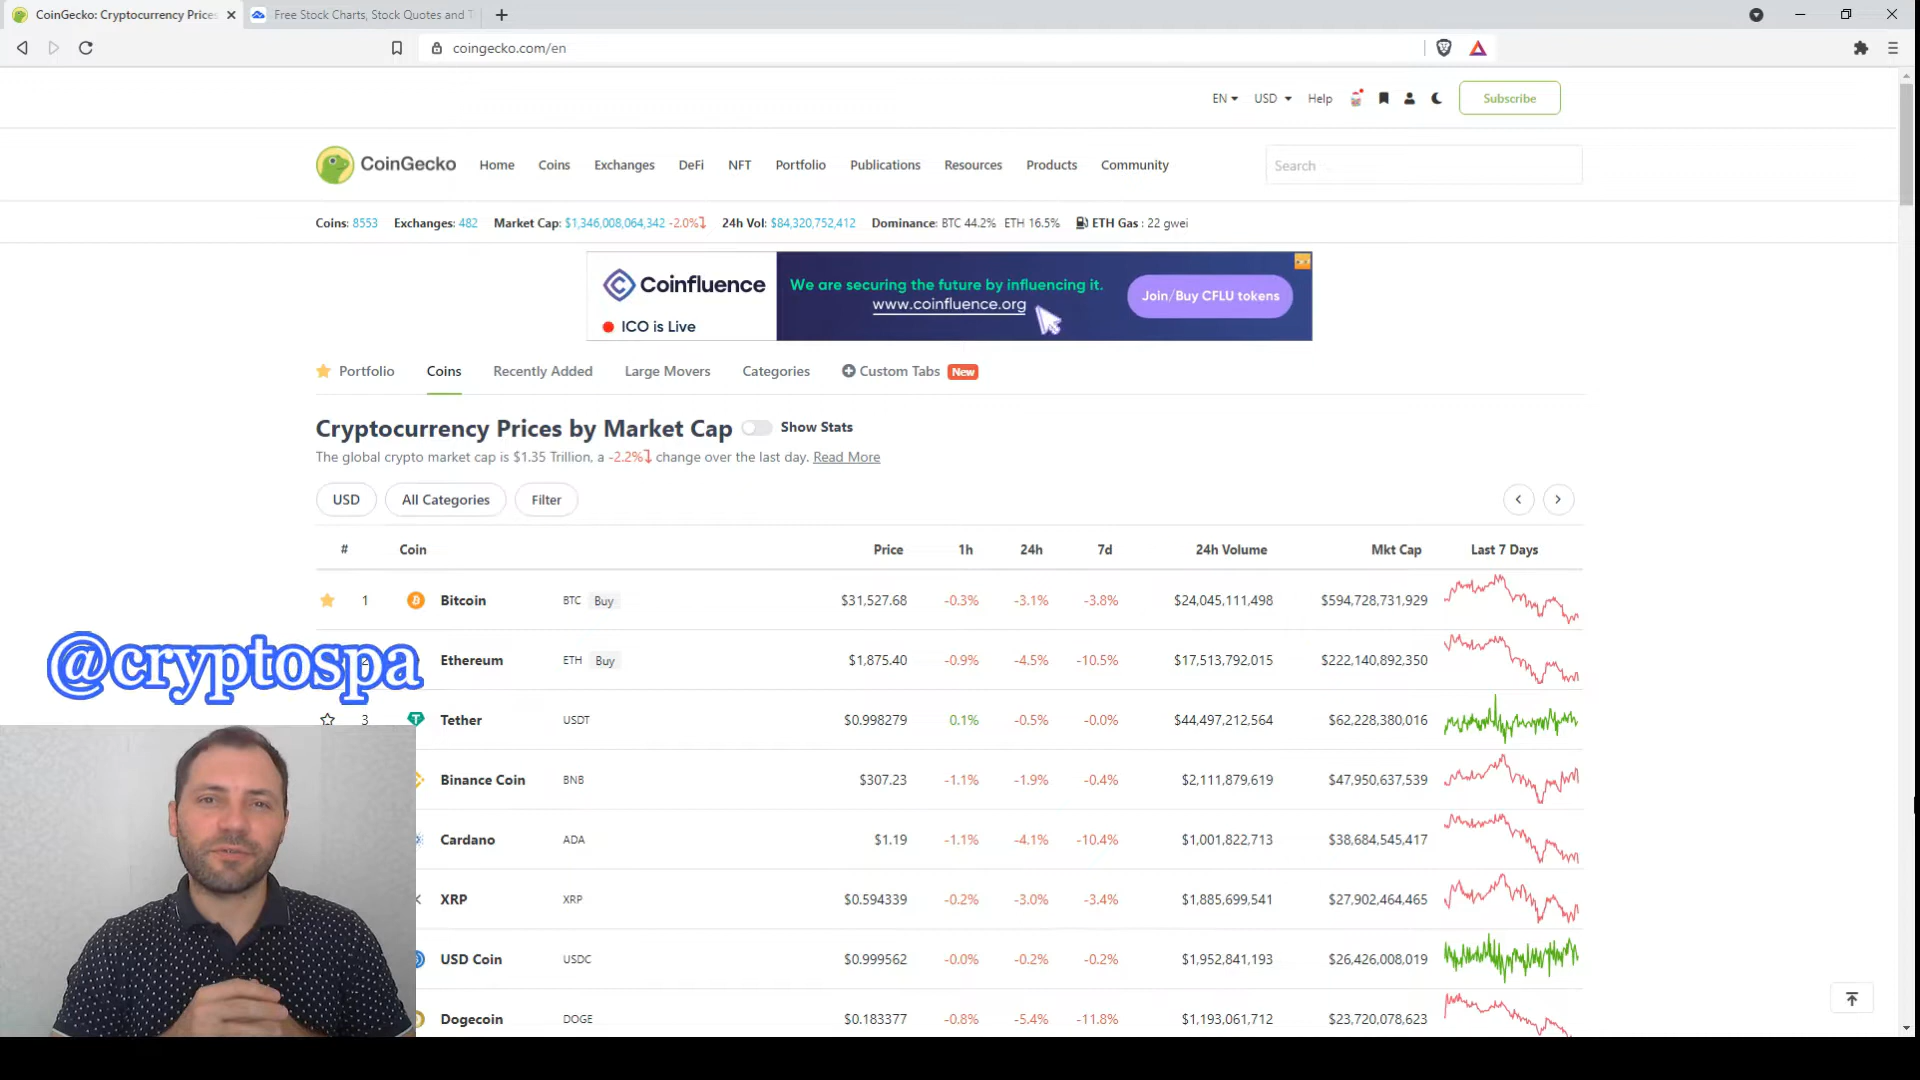 CoinGecko: Cryptocurrency Prices
Free Stock Charts, Stock Quotes and T
coingecko.com/en
EN USD Help Subscribe
CoinGecko Home Coins Exchanges DeFi NFT Portfolio Publications Resources Products Community Search
Coins: 8553 Exchanges: 482 Market Cap: $1,346,008,064,342 -2.0% 24h Vol: $84,320,752,412 Dominance: BTC 44.2% ETH 16.5% ETH Gas : 22 gwei
Coinfluence
ICO is Live
We are securing the future by influencing it.
www.coinfluence.org
Join/Buy CFLU tokens
Portfolio Coins Recently Added Large Movers Categories Custom Tabs New
Cryptocurrency Prices by Market Cap Show Stats
The global crypto market cap is $1.35 Trillion, a -2.2% change over the last day. Read More
USD All Categories Filter
# Coin Price 1h 24h 7d 24h Volume Mkt Cap Last 7 Days
1 Bitcoin BTC Buy $31,527.68 -0.3% -3.1% -3.8% $24,045,111,498 $594,728,731,929
@cryptospa
Ethereum ETH Buy $1,875.40 -0.9% -4.5% -10.5% $17,513,792,015 $222,140,892,350
3 Tether USDT $0.998279 0.1% -0.5% -0.0% $44,497,212,564 $62,228,380,016
Binance Coin BNB $307.23 -1.1% -1.9% -0.4% $2,111,879,619 $47,950,637,539
Cardano ADA $1.19 -1.1% -4.1% -10.4% $1,001,822,713 $38,684,545,417
XRP XRP $0.594339 -0.2% -3.0% -3.4% $1,885,699,541 $27,902,464,465
USD Coin USDC $0.999562 -0.0% -0.2% -0.2% $1,952,841,193 $26,426,008,019
Dogecoin DOGE $0.183377 -0.8% -5.4% -11.8% $1,193,061,712 $23,720,078,623